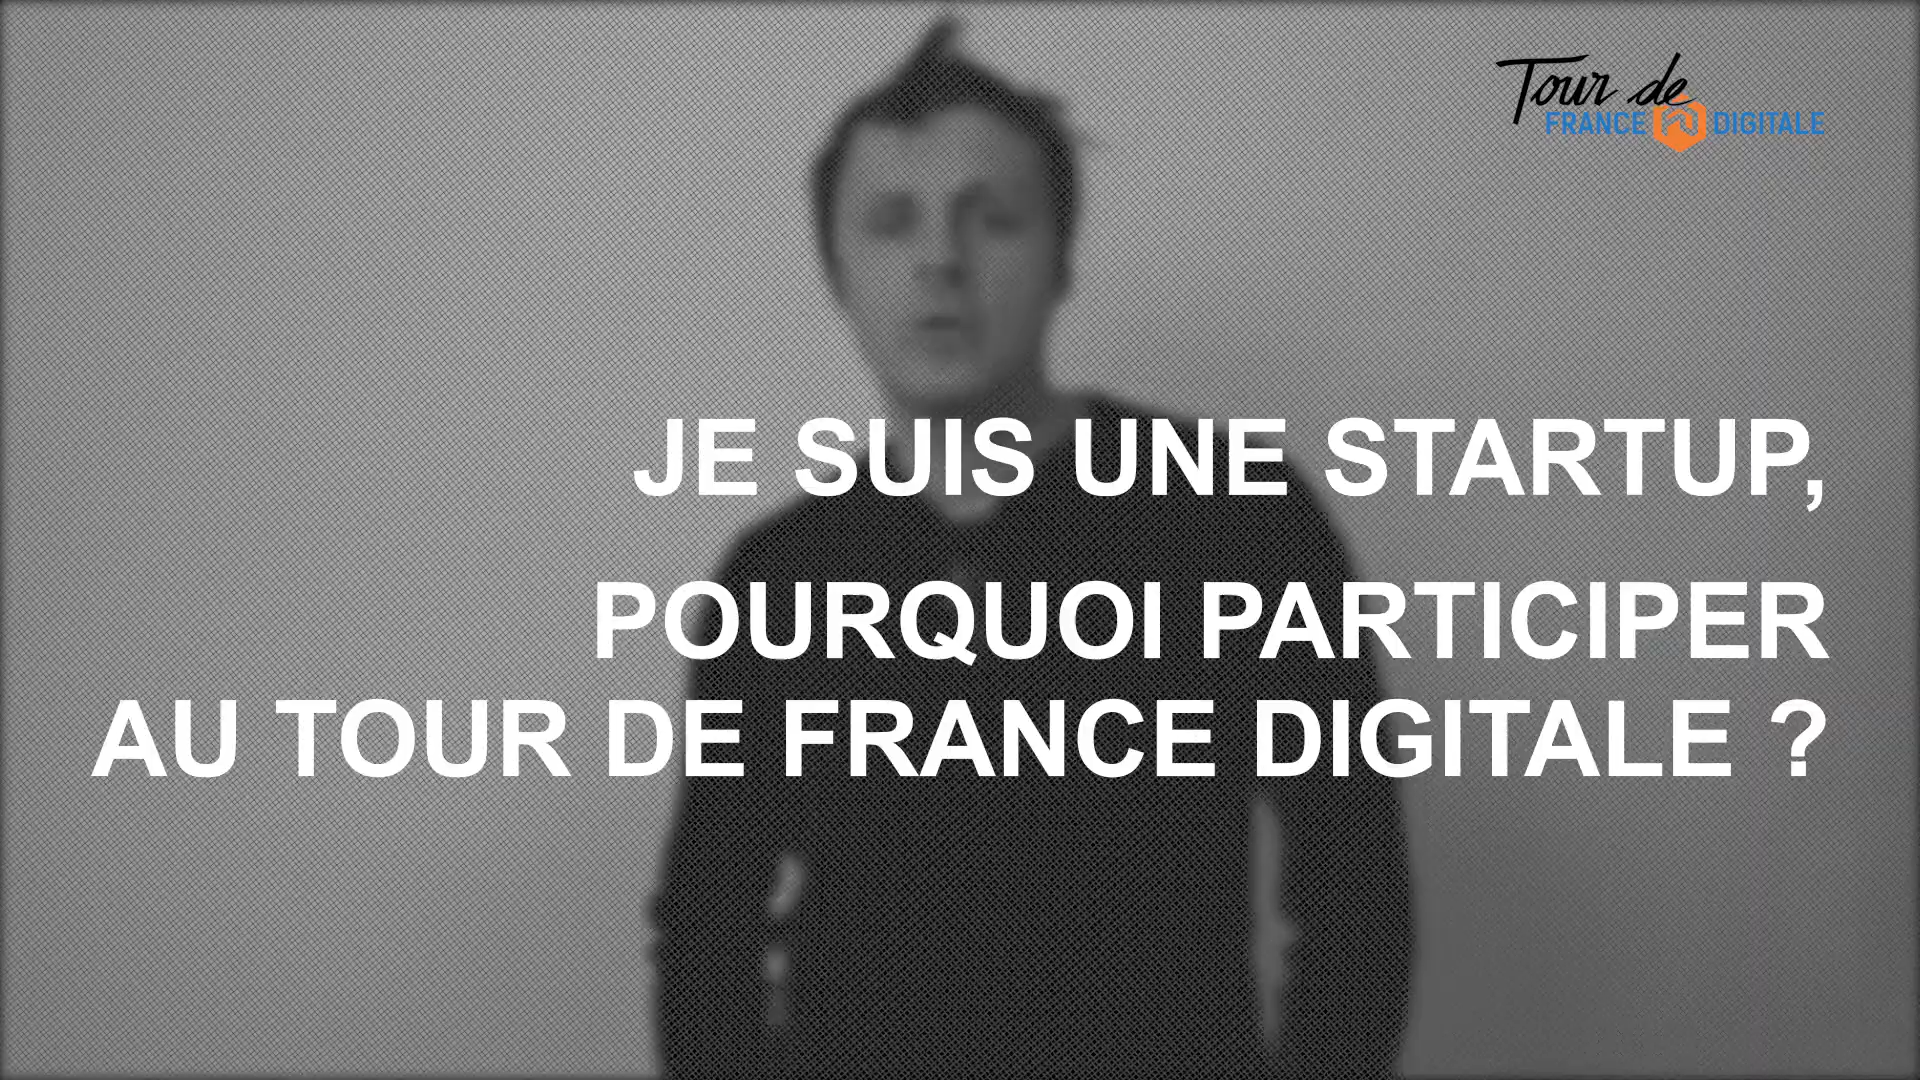 Tour de
FRANCE DIGITALE
JE SUIS UNE STARTUP,
POURQUOI PARTICIPER
AU TOUR DE FRANCE DIGITALE ?